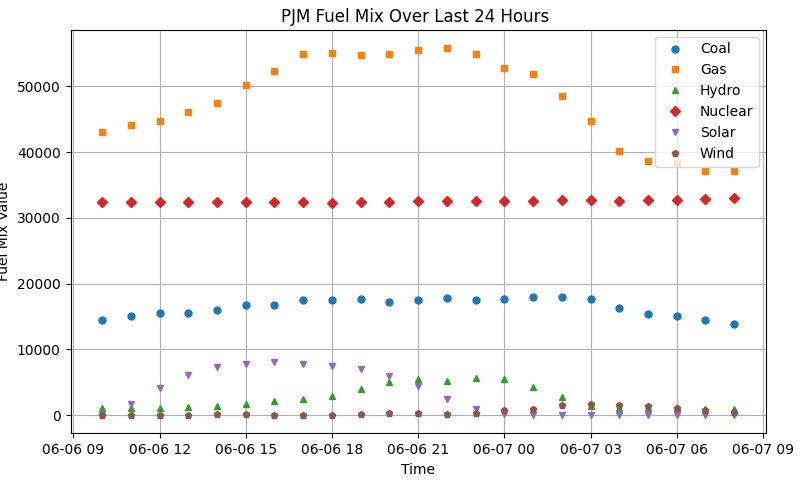 PJM Fuel Mix Over Last 24 Hours
Coal
Gas
Hydro
Nuclear
Solar
Wind
50000
40000
30000
20000
10000
0
Fuel Mix Value
06-06 09 06-06 12 06-06 15 06-06 18 06-06 21 06-07 00 06-07 03 06-07 06 06-07 09
Time